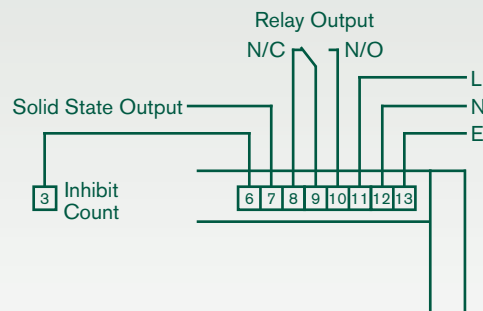 Relay Output
N/C N/O
L
Solid State Output N
E
3 Inhibit Count
6 7 8 9 10 11 12 13